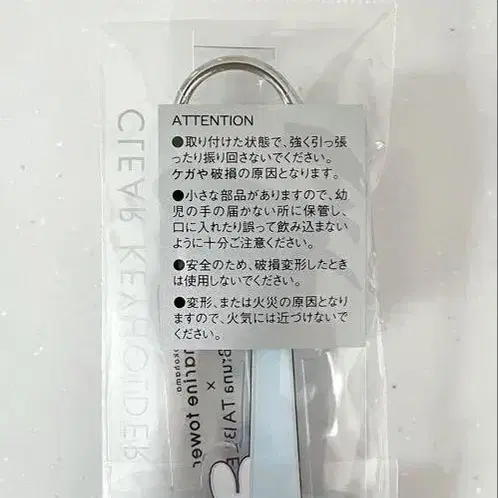 ATTENTION
●取り付けた状態で、強く引っ張
ったり振り回さないでください。
ケガや破損の原因となります。
●小さな部品がありますので、幼
児の手の届かない所に保管し、
口に入れたり誤って飲み込まない
ように十分ご注意ください。
●安全のため、破損変形したとき
は使用しないでください。
●変形、または火災の原因となり
ますので、火気には近づけないで
ください。
CLEAR KEYHOLDER
marine tower
yokohama
×
Bruna TABLE